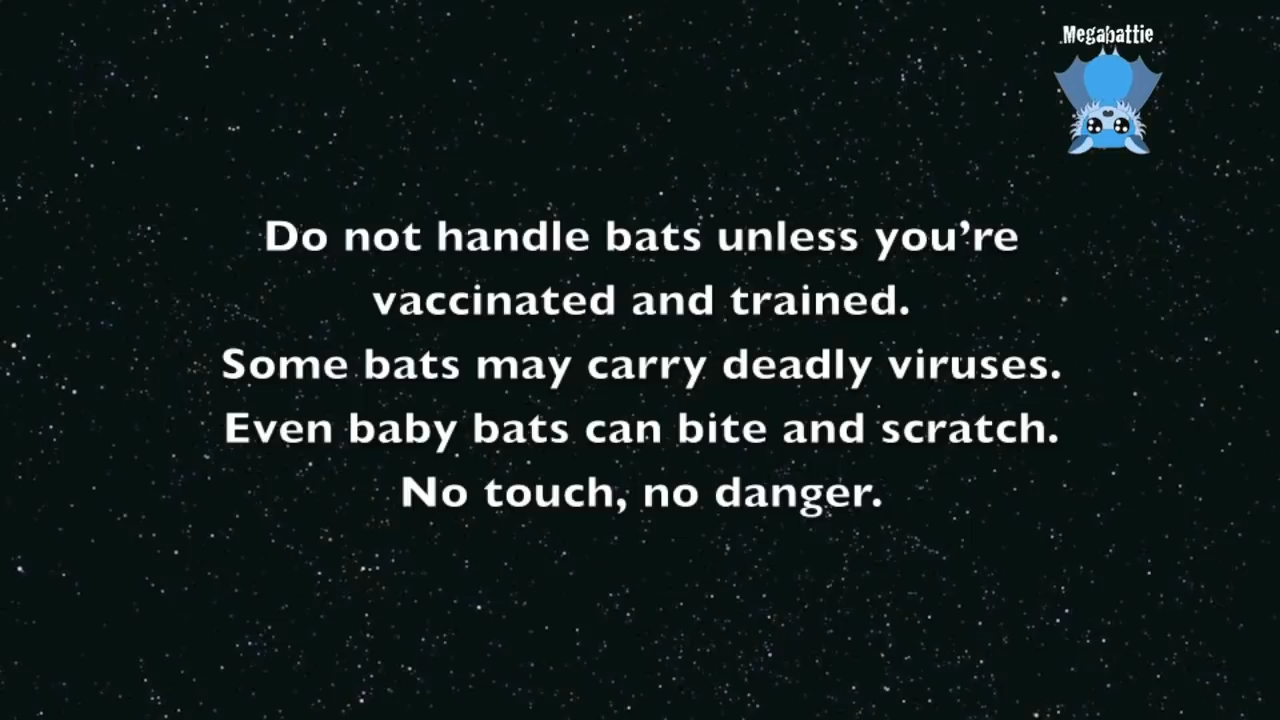 Megabattie
Do not handle bats unless you’re
vaccinated and trained.
Some bats may carry deadly viruses.
Even baby bats can bite and scratch.
No touch, no danger.